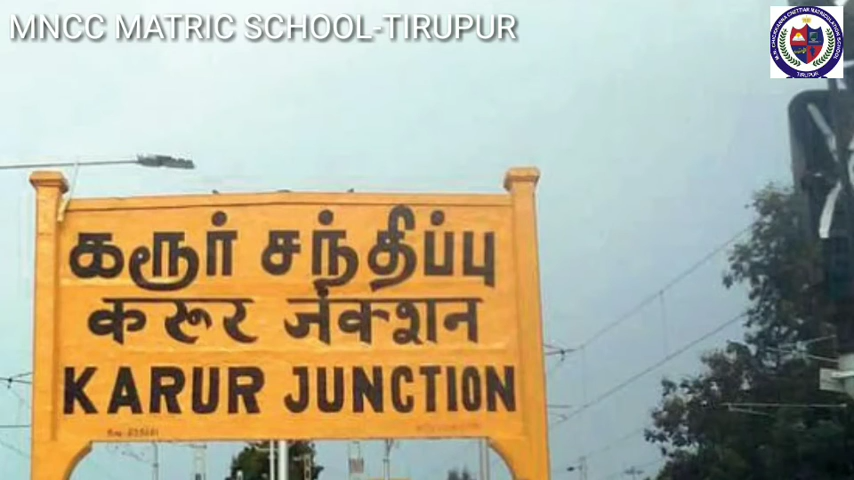 MNCC MATRIC SCHOOL-TIRUPUR
கரூர் சந்திப்பு
करूर जंक्शन
KARUR JUNCTION